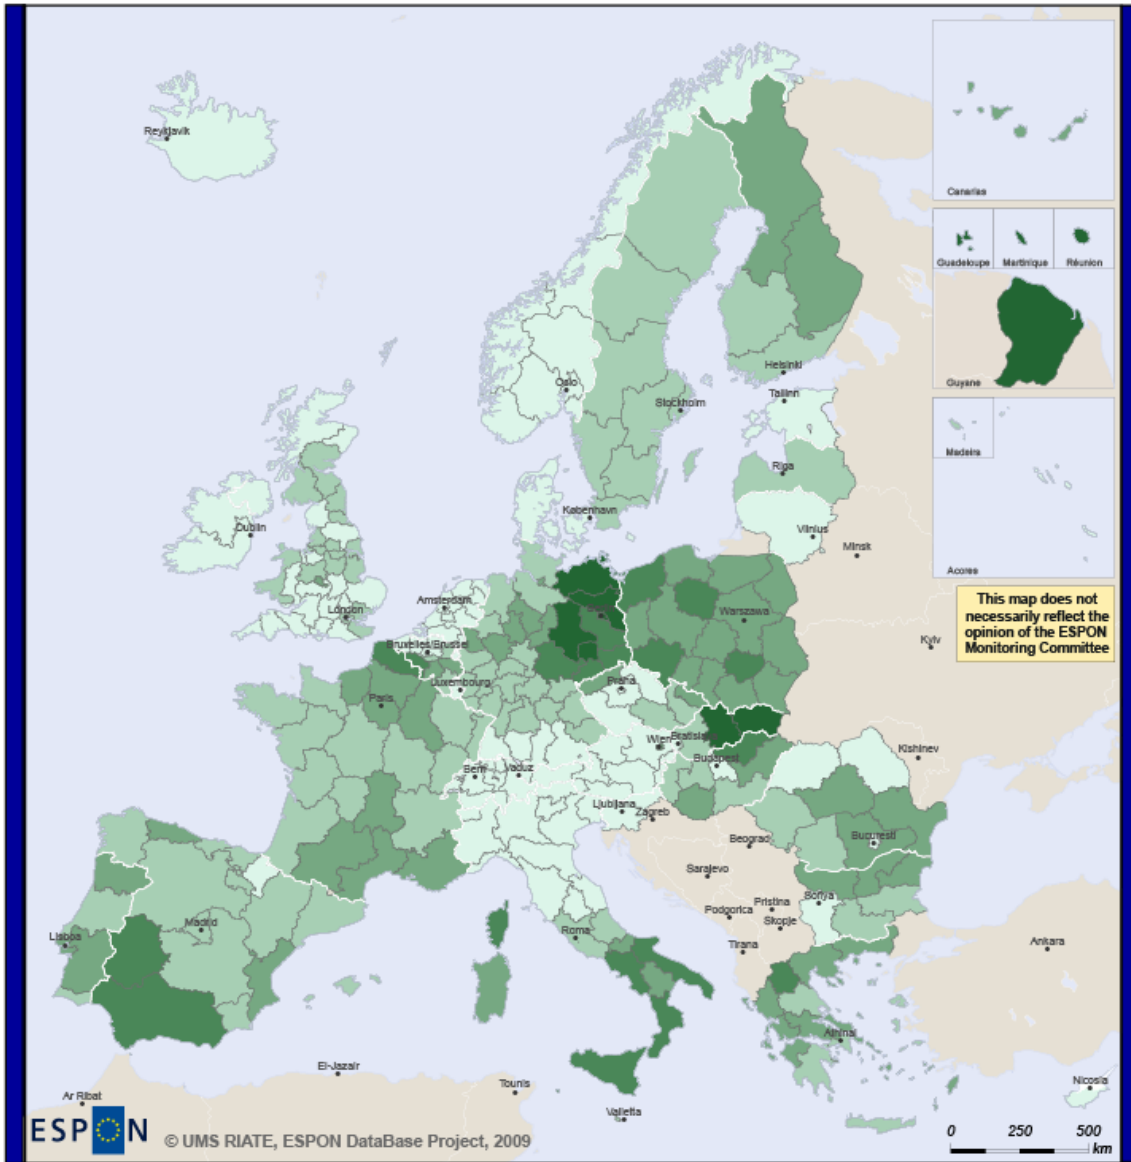 Reykjavik
Canarias
Guadeloupe
Martinique
Réunion
Guyane
Madeira
Acores
This map does not
necessarily reflect the
opinion of the ESPON
Monitoring Committee
Oslo
Helsinki
Tallinn
Stockholm
Riga
København
Vilnius
Minsk
Dublin
London
Amsterdam
Bruxelles/Brussel
Luxembourg
Paris
Warszawa
Kyiv
Praha
Wien
Budapest
Kishinev
Bern
Vaduz
Ljubljana
Zagreb
Beograd
Bucuresti
Sarajevo
Pristina
Sofiya
Podgorica
Skopje
Tirana
Ankara
Madrid
Lisboa
Roma
Athinai
El-Jazair
Tounis
Ar Ribat
Valletta
Nicosia
ESPON
© UMS RIATE, ESPON DataBase Project, 2009
0 250 500
km